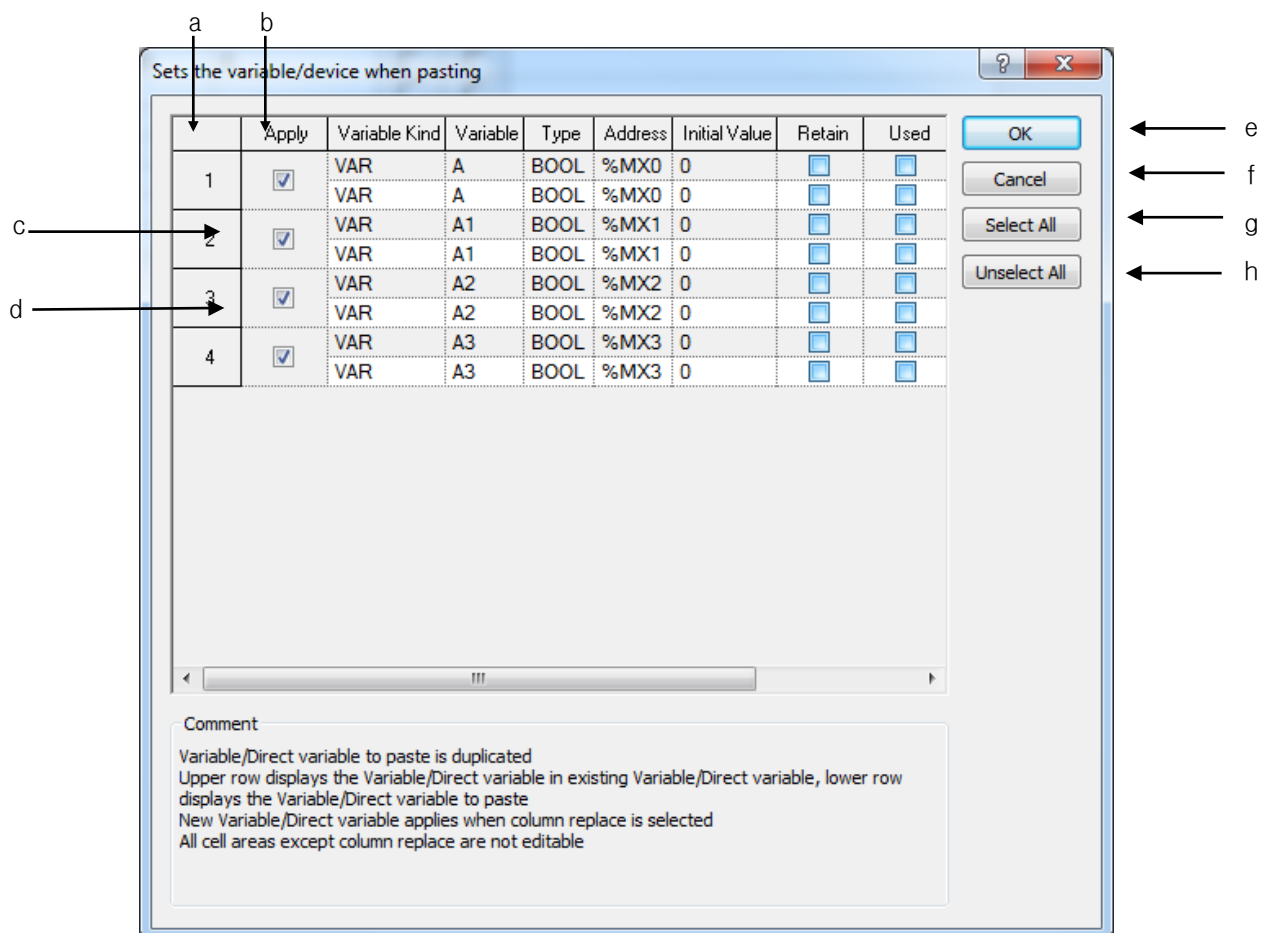 a b
Sets the variable/device when pasting
Apply Variable Kind Variable Type Address Initial Value Retain Used
1 VAR A BOOL %MX0 0
VAR A BOOL %MX0 0
2 VAR A1 BOOL %MX1 0
VAR A1 BOOL %MX1 0
3 VAR A2 BOOL %MX2 0
VAR A2 BOOL %MX2 0
4 VAR A3 BOOL %MX3 0
VAR A3 BOOL %MX3 0
c
d
OK e
Cancel f
Select All g
Unselect All h
Comment
Variable/Direct variable to paste is duplicated
Upper row displays the Variable/Direct variable in existing Variable/Direct variable, lower row
displays the Variable/Direct variable to paste
New Variable/Direct variable applies when column replace is selected
All cell areas except column replace are not editable